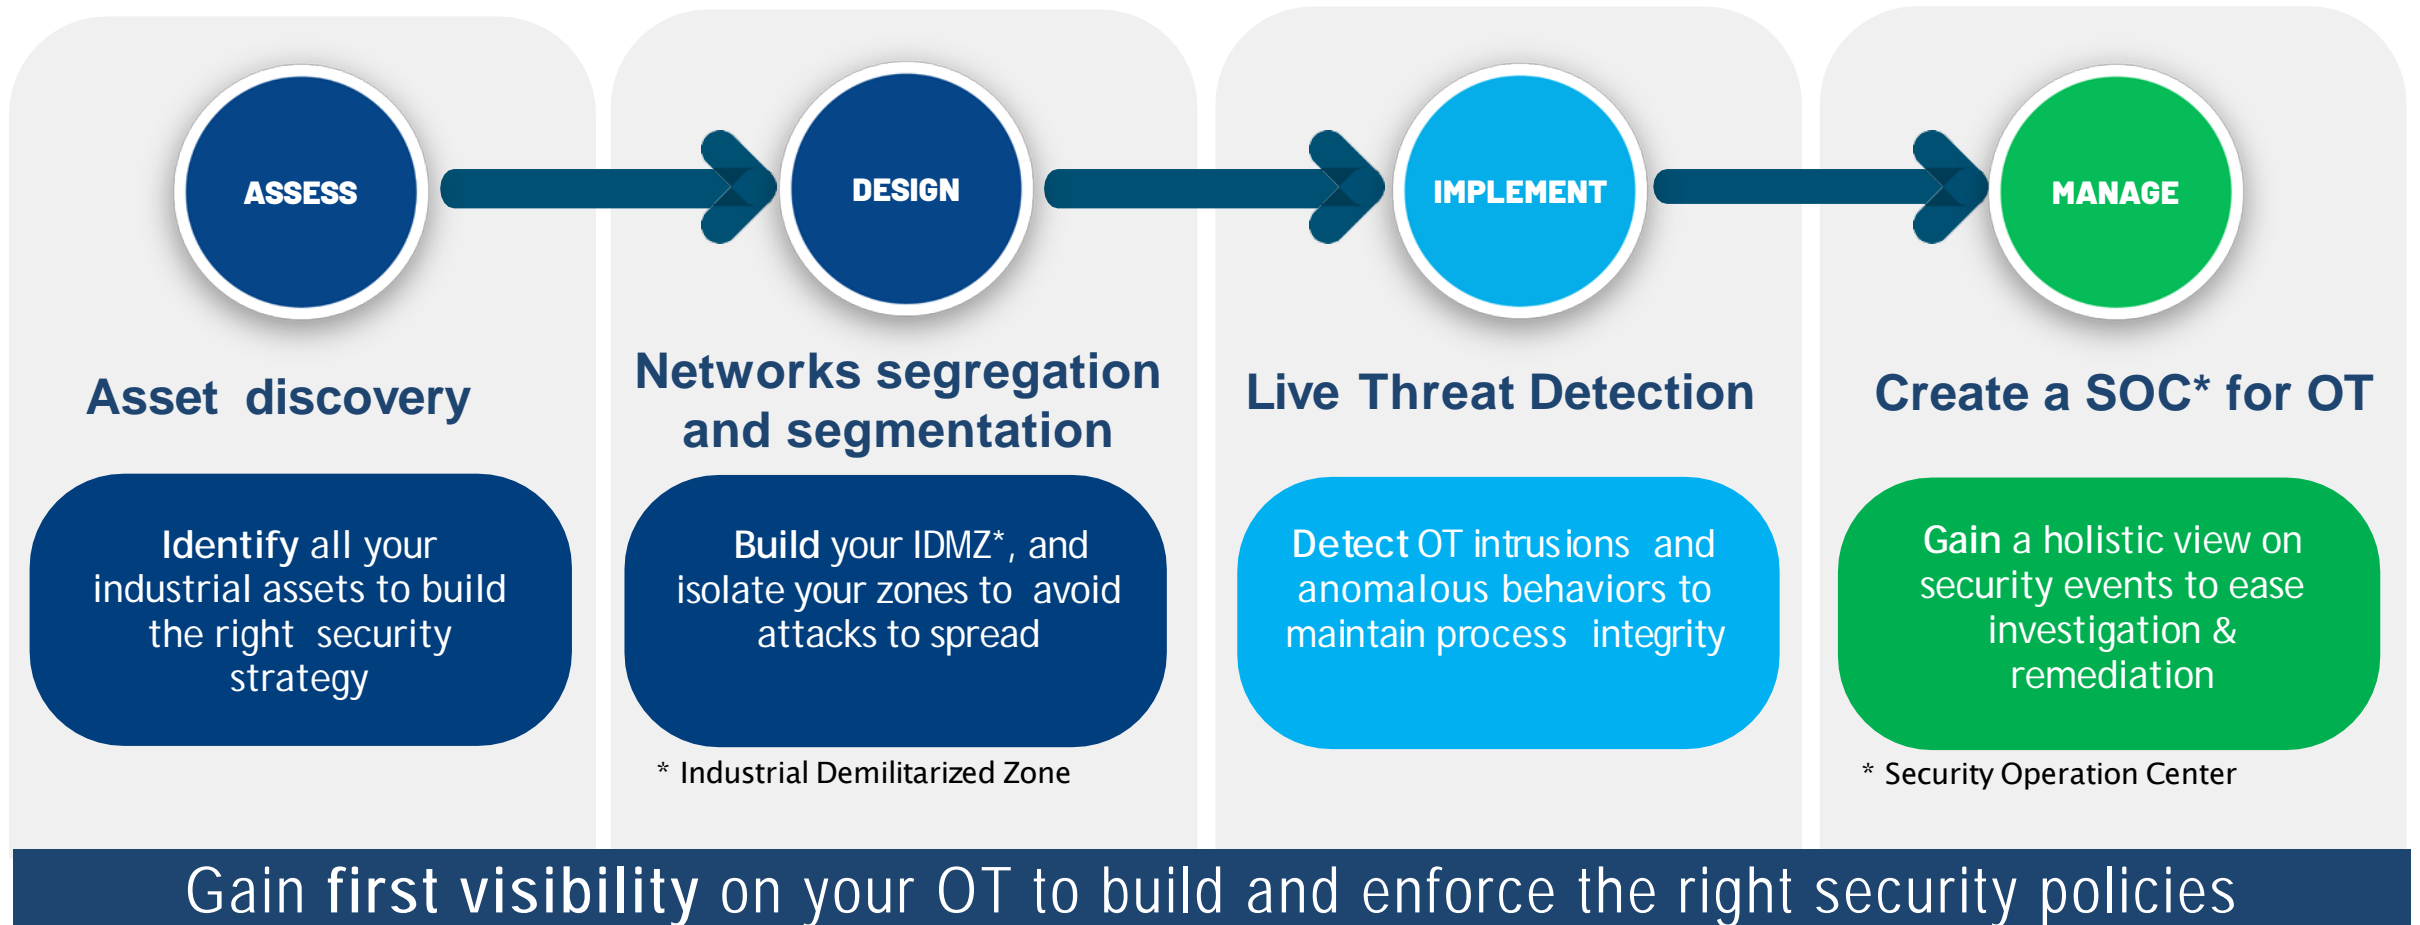 ASSESS
DESIGN
IMPLEMENT
MANAGE
Asset discovery
Identify all your
industrial assets to build
the right security
strategy
Networks segregation
and segmentation
Build your IDMZ*, and
isolate your zones to avoid
attacks to spread
* Industrial Demilitarized Zone
Live Threat Detection
Detect OT intrusions and
anomalous behaviors to
maintain process integrity
Create a SOC* for OT
Gain a holistic view on
security events to ease
investigation &
remediation
* Security Operation Center
Gain first visibility on your OT to build and enforce the right security policies